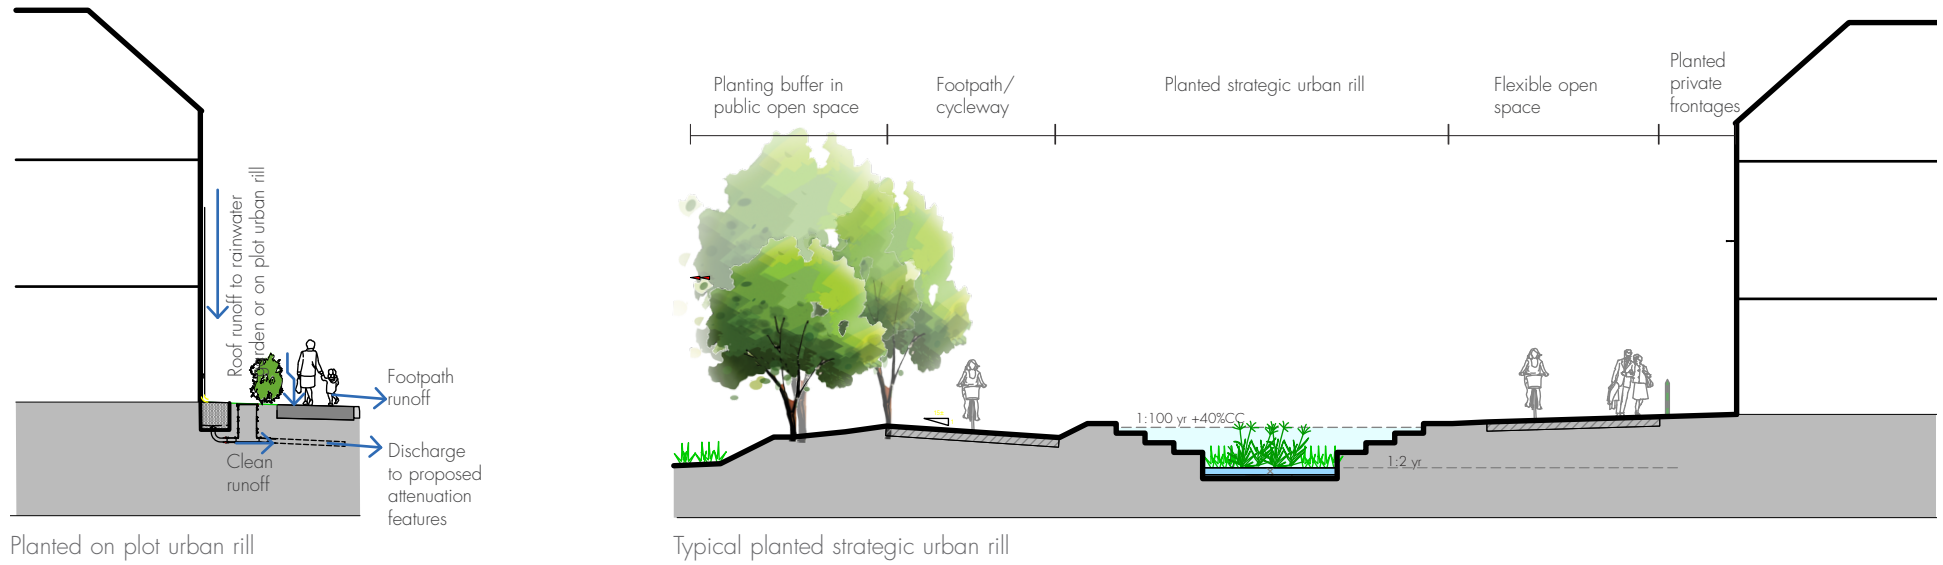 Roof runoff to rainwater
garden or on plot urban rill
Footpath
runoff
Clean
runoff
Discharge
to proposed
attenuation
features
Planted on plot urban rill
Planting buffer in
public open space
Footpath/
cycleway
Planted strategic urban rill
Flexible open
space
Planted
private
frontages
1:100 yr +40%CC
1:2 yr
Typical planted strategic urban rill